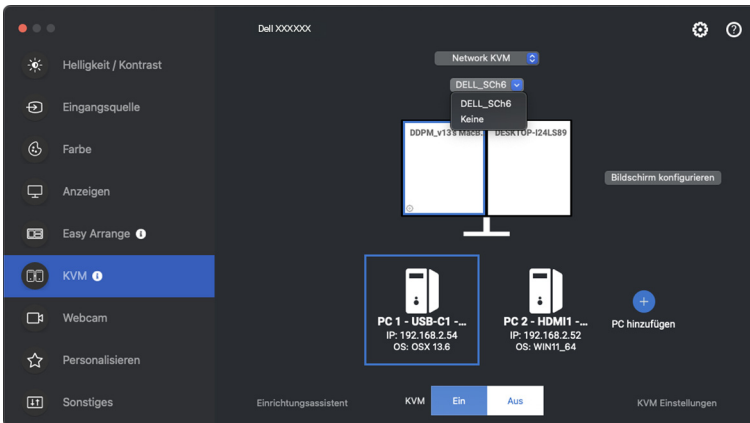 Dell XXXXXX
Helligkeit / Kontrast
Eingangsquelle
Farbe
Anzeigen
Easy Arrange
KVM
Webcam
Personalisieren
Sonstiges
Network KVM
DELL_SCh6
DELL_SCh6
Keine
DDPM_v13's MacB...
DESKTOP-I24LS89
Bildschirm konfigurieren
PC 1 - USB-C1 -...
IP: 192.168.2.54
OS: OSX 13.6
PC 2 - HDMI1 -...
IP: 192.168.2.52
OS: WIN11_64
PC hinzufügen
Einrichtungsassistent
KVM
Ein
Aus
KVM Einstellungen